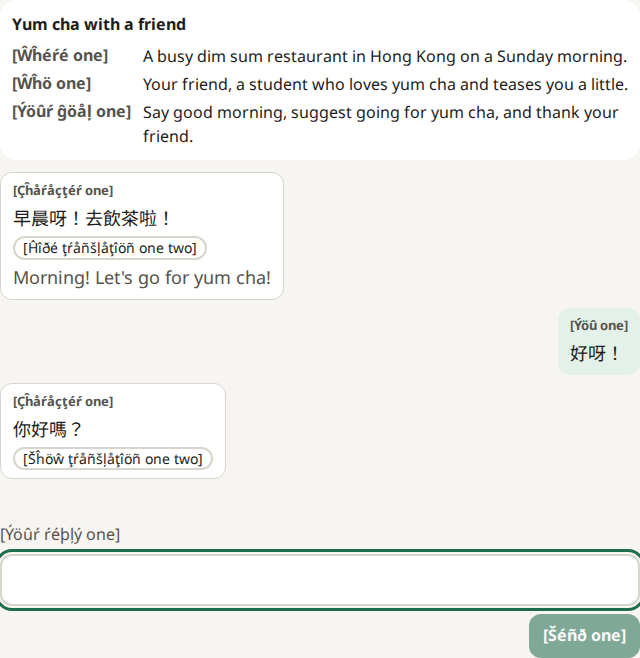 Yum cha with a friend
[Ŵĥéŕé one] A busy dim sum restaurant in Hong Kong on a Sunday morning.
[Ŵĥö one] Your friend, a student who loves yum cha and teases you a little.
[Ýöûŕ ĝöåļ one] Say good morning, suggest going for yum cha, and thank your
friend.
[Çĥåŕåçţéŕ one]
早晨呀！去飲茶啦！
[Ĥîðé ţŕåñšļåţîöñ one two]
Morning! Let's go for yum cha!
[Ýöû one]
好呀！
[Çĥåŕåçţéŕ one]
你好嗎？
[Šĥöŵ ţŕåñšļåţîöñ one two]
[Ýöûŕ ŕéþļý one]
[Šéñð one]